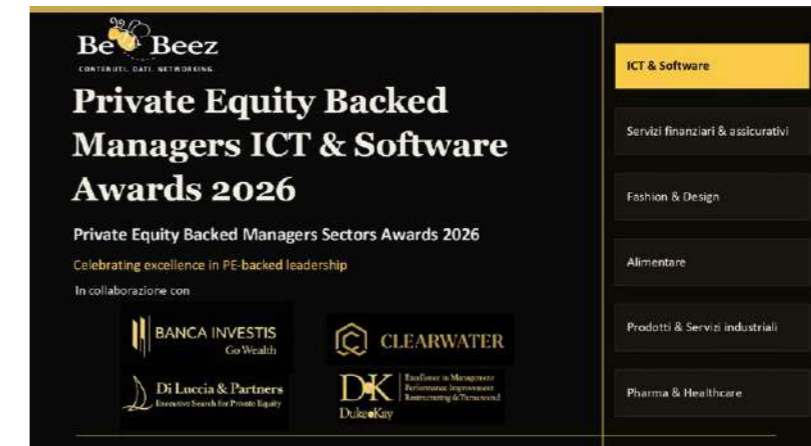 Be Beez
CONTENUTI. DATI. NETWORKING.
Private Equity Backed
Managers ICT & Software
Awards 2026
Private Equity Backed Managers Sectors Awards 2026
Celebrating excellence in PE-backed leadership
In collaborazione con
BANCA INVESTIS
Go Wealth
CLEARWATER
Di Luccia & Partners
Executive Search for Private Equity
DK
Duke&Kay
Excellence in Management
Performance Improvement
Restructuring & Turnaround
ICT & Software
Servizi finanziari & assicurativi
Fashion & Design
Alimentare
Prodotti & Servizi industriali
Pharma & Healthcare